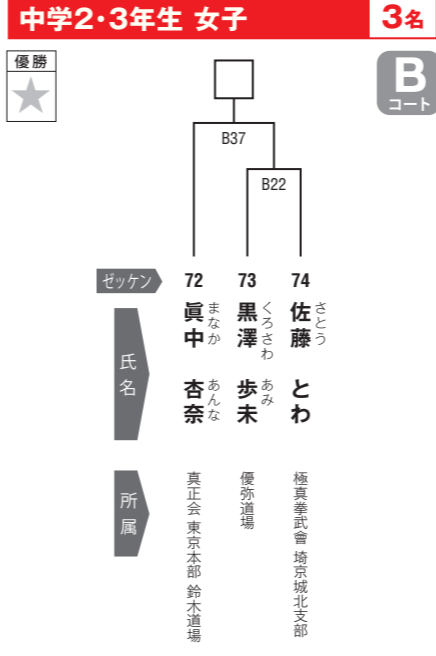 中学2・3年生 女子
3名
優勝
B
コート
B37
B22
ゼッケン
72
73
74
氏名
眞中 杏奈
まなか あんな
黒澤 歩未
くろさわ あみ
佐藤 とわ
さとう
所属
真正会 東京本部 鈴木道場
優弥道場
極真拳武會 埼京城北支部